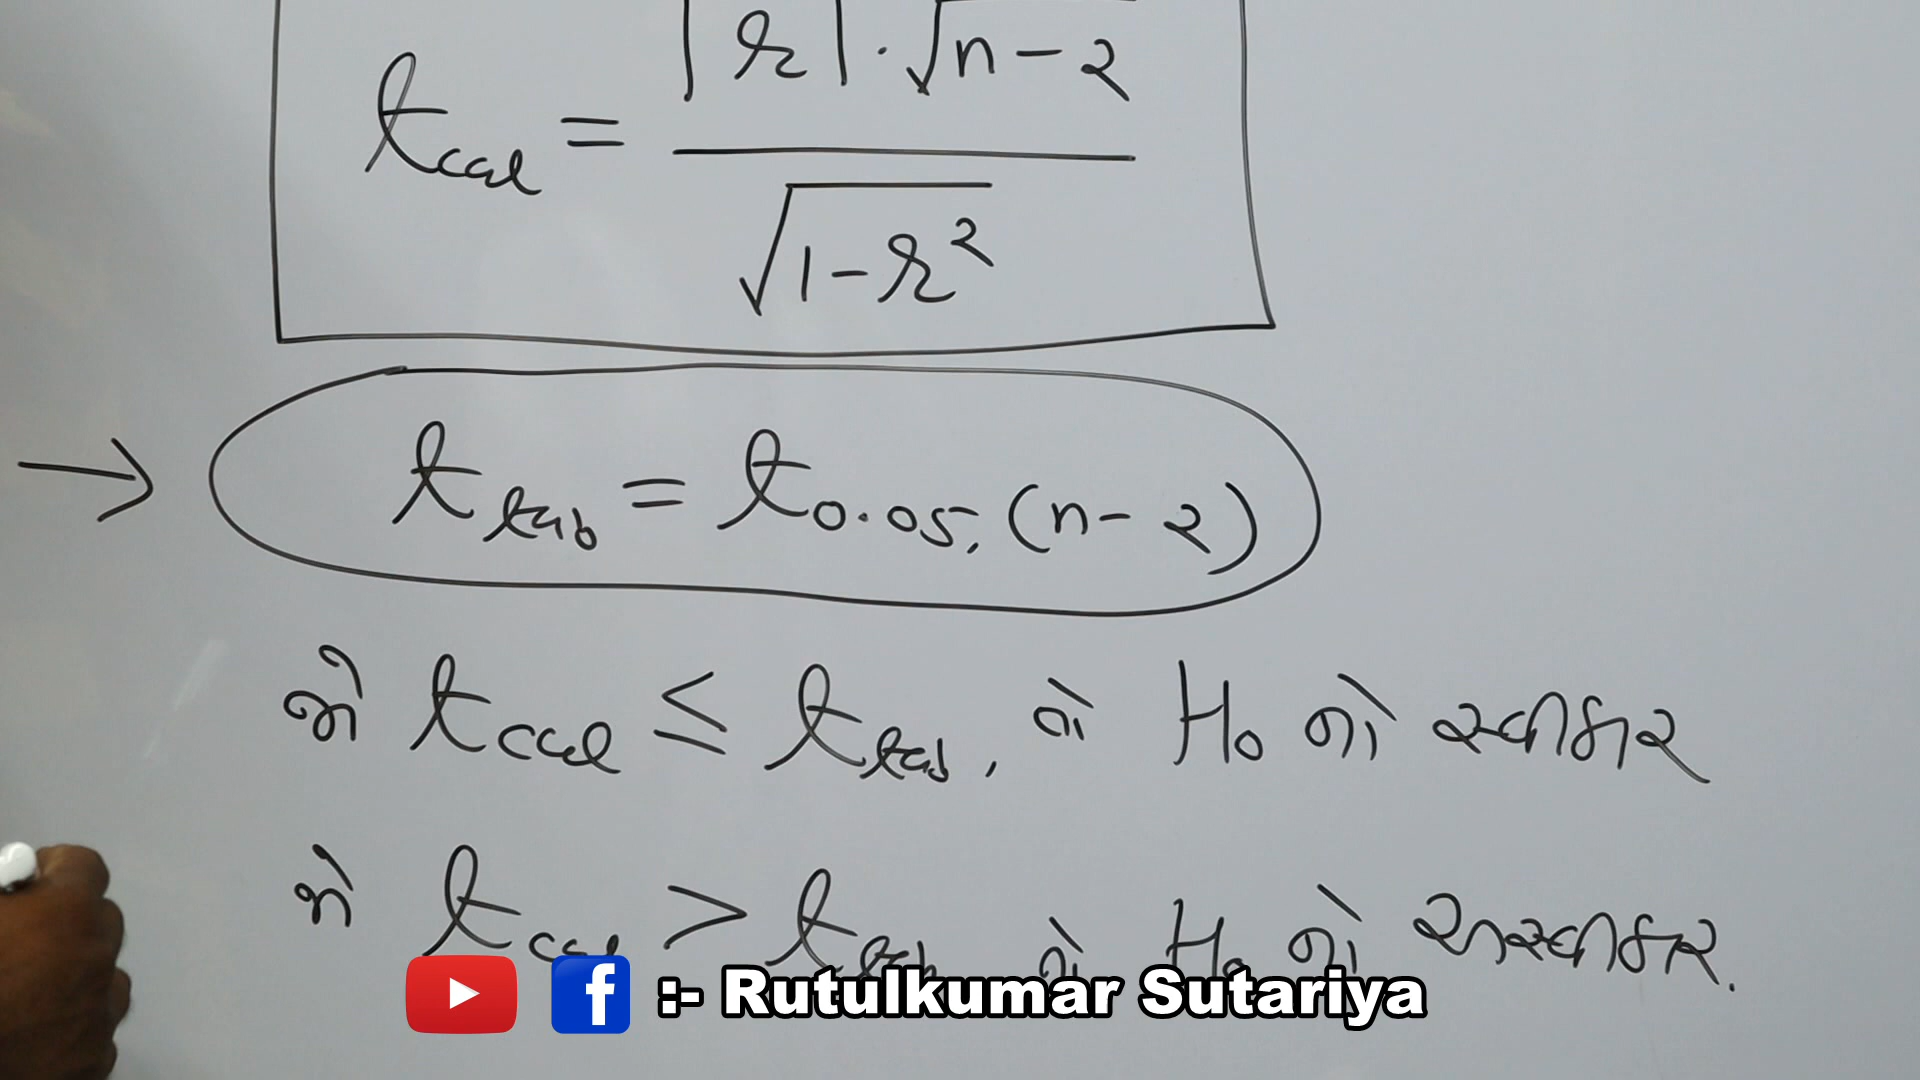 t_cal = |r| · √n-2 / √1-r²
→ t_tab = t_0.05, (n-2)
જો t_cal ≤ t_tab, તો H₀ નો સ્વીકાર
જો t_cal > t_tab તો H₀ નો અસ્વીકાર.
:- Rutulkumar Sutariya